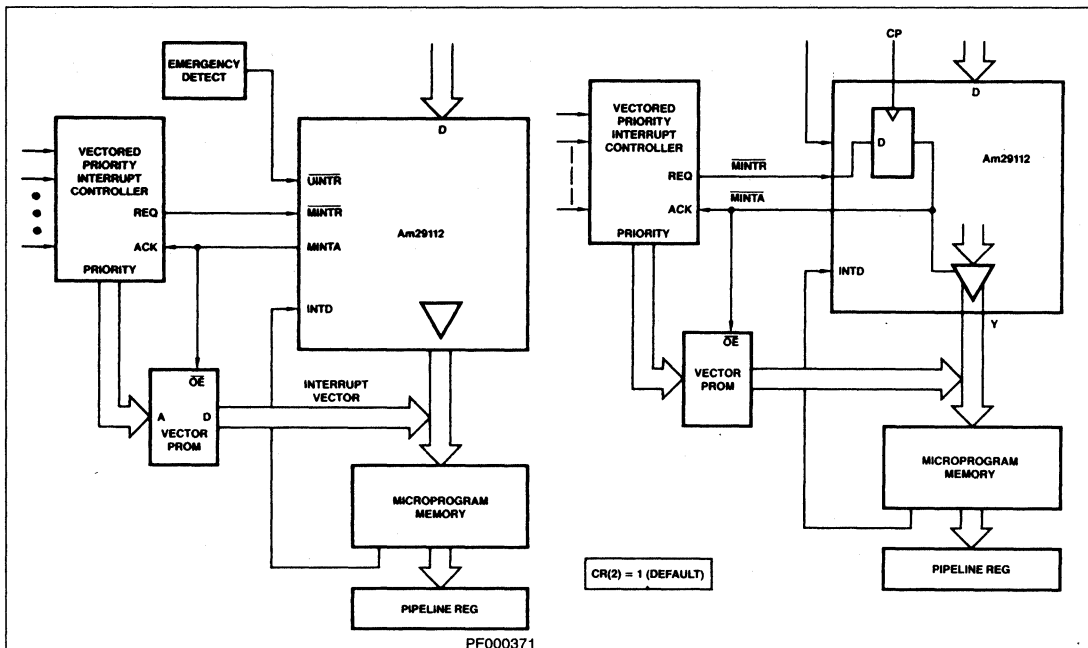 EMERGENCY
DETECT
D
VECTORED
PRIORITY
INTERRUPT
CONTROLLER
REQ
ACK
PRIORITY
UINTR
MINTR
MINTA
INTD
Am29112
OE
A D
VECTOR
PROM
INTERRUPT
VECTOR
MICROPROGRAM
MEMORY
PIPELINE REG
PF000371
CP
D
VECTORED
PRIORITY
INTERRUPT
CONTROLLER
REQ
ACK
PRIORITY
MINTR
MINTA
D
Am29112
INTD
Y
OE
VECTOR
PROM
MICROPROGRAM
MEMORY
PIPELINE REG
CR(2) = 1 (DEFAULT)